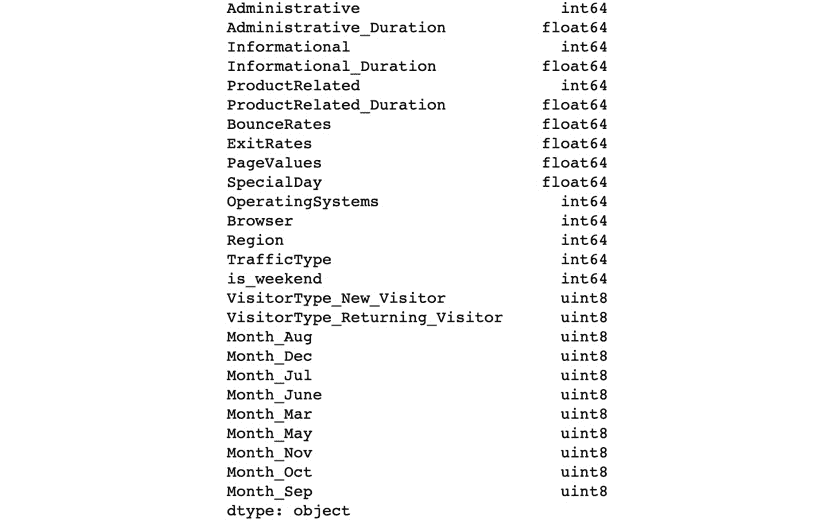 Administrative int64
Administrative_Duration float64
Informational int64
Informational_Duration float64
ProductRelated int64
ProductRelated_Duration float64
BounceRates float64
ExitRates float64
PageValues float64
SpecialDay float64
OperatingSystems int64
Browser int64
Region int64
TrafficType int64
is_weekend int64
VisitorType_New_Visitor uint8
VisitorType_Returning_Visitor uint8
Month_Aug uint8
Month_Dec uint8
Month_Jul uint8
Month_June uint8
Month_Mar uint8
Month_May uint8
Month_Nov uint8
Month_Oct uint8
Month_Sep uint8
dtype: object